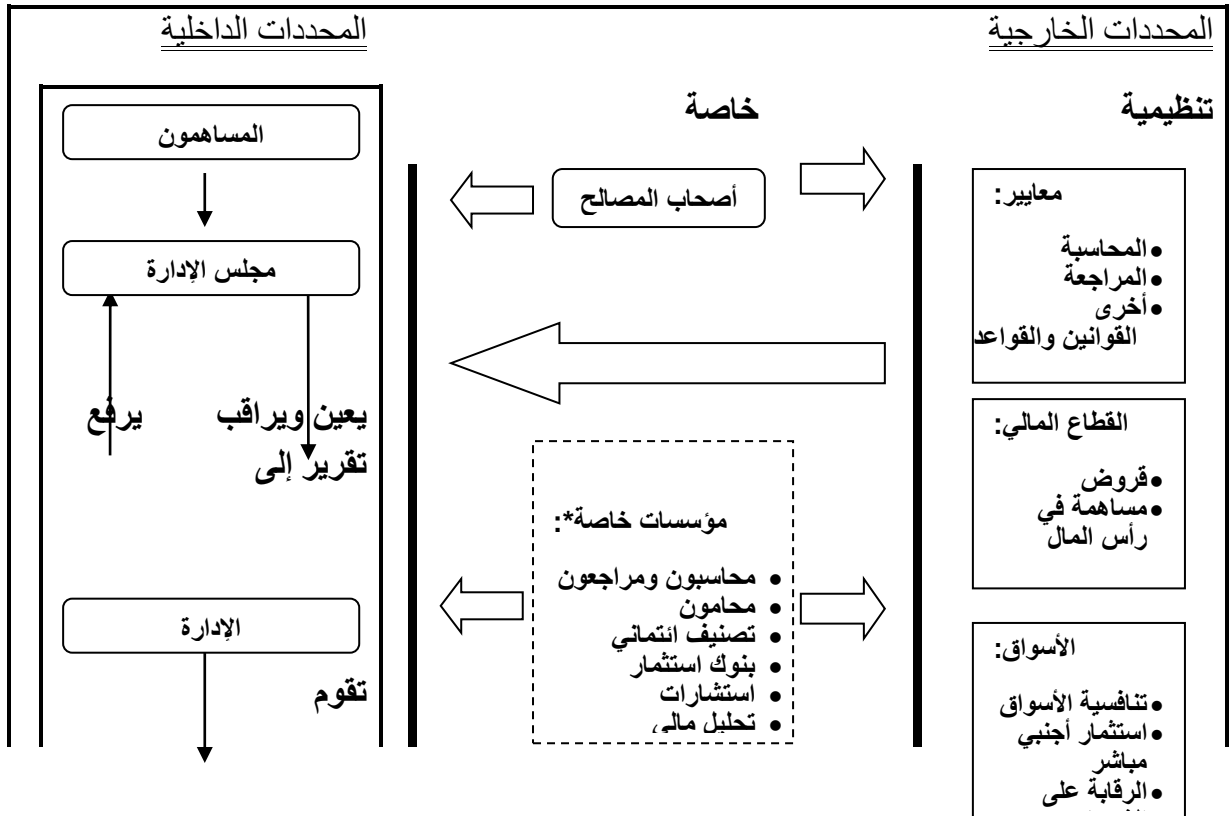 المحددات الخارجية
المحددات الداخلية
تنظيمية
خاصة
معايير:
•المحاسبة
•المراجعة
•أخرى
القوانين والقواعد
القطاع المالي:
•قروض
•مساهمة في
رأس المال
الأسواق:
•تنافسية الأسواق
•استثمار أجنبي
مباشر
•الرقابة على
أصحاب المصالح
مؤسسات خاصة*:
• محاسبون ومراجعون
• محامون
• تصنيف ائتماني
• بنوك استثمار
• استشارات
• تحليل مالي
المساهمون
مجلس الإدارة
يعين ويراقب يرفع
تقرير إلى
الإدارة
تقوم